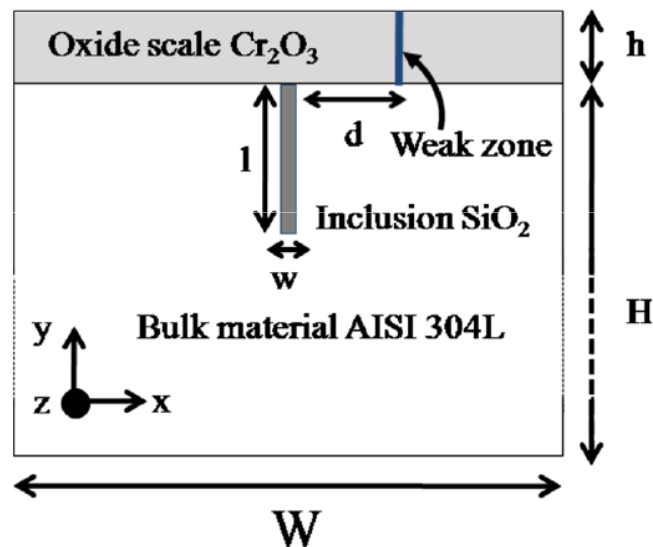 Oxide scale Cr₂O₃
h
d
Weak zone
l
Inclusion SiO₂
w
H
Bulk material AISI 304L
y
z
x
W